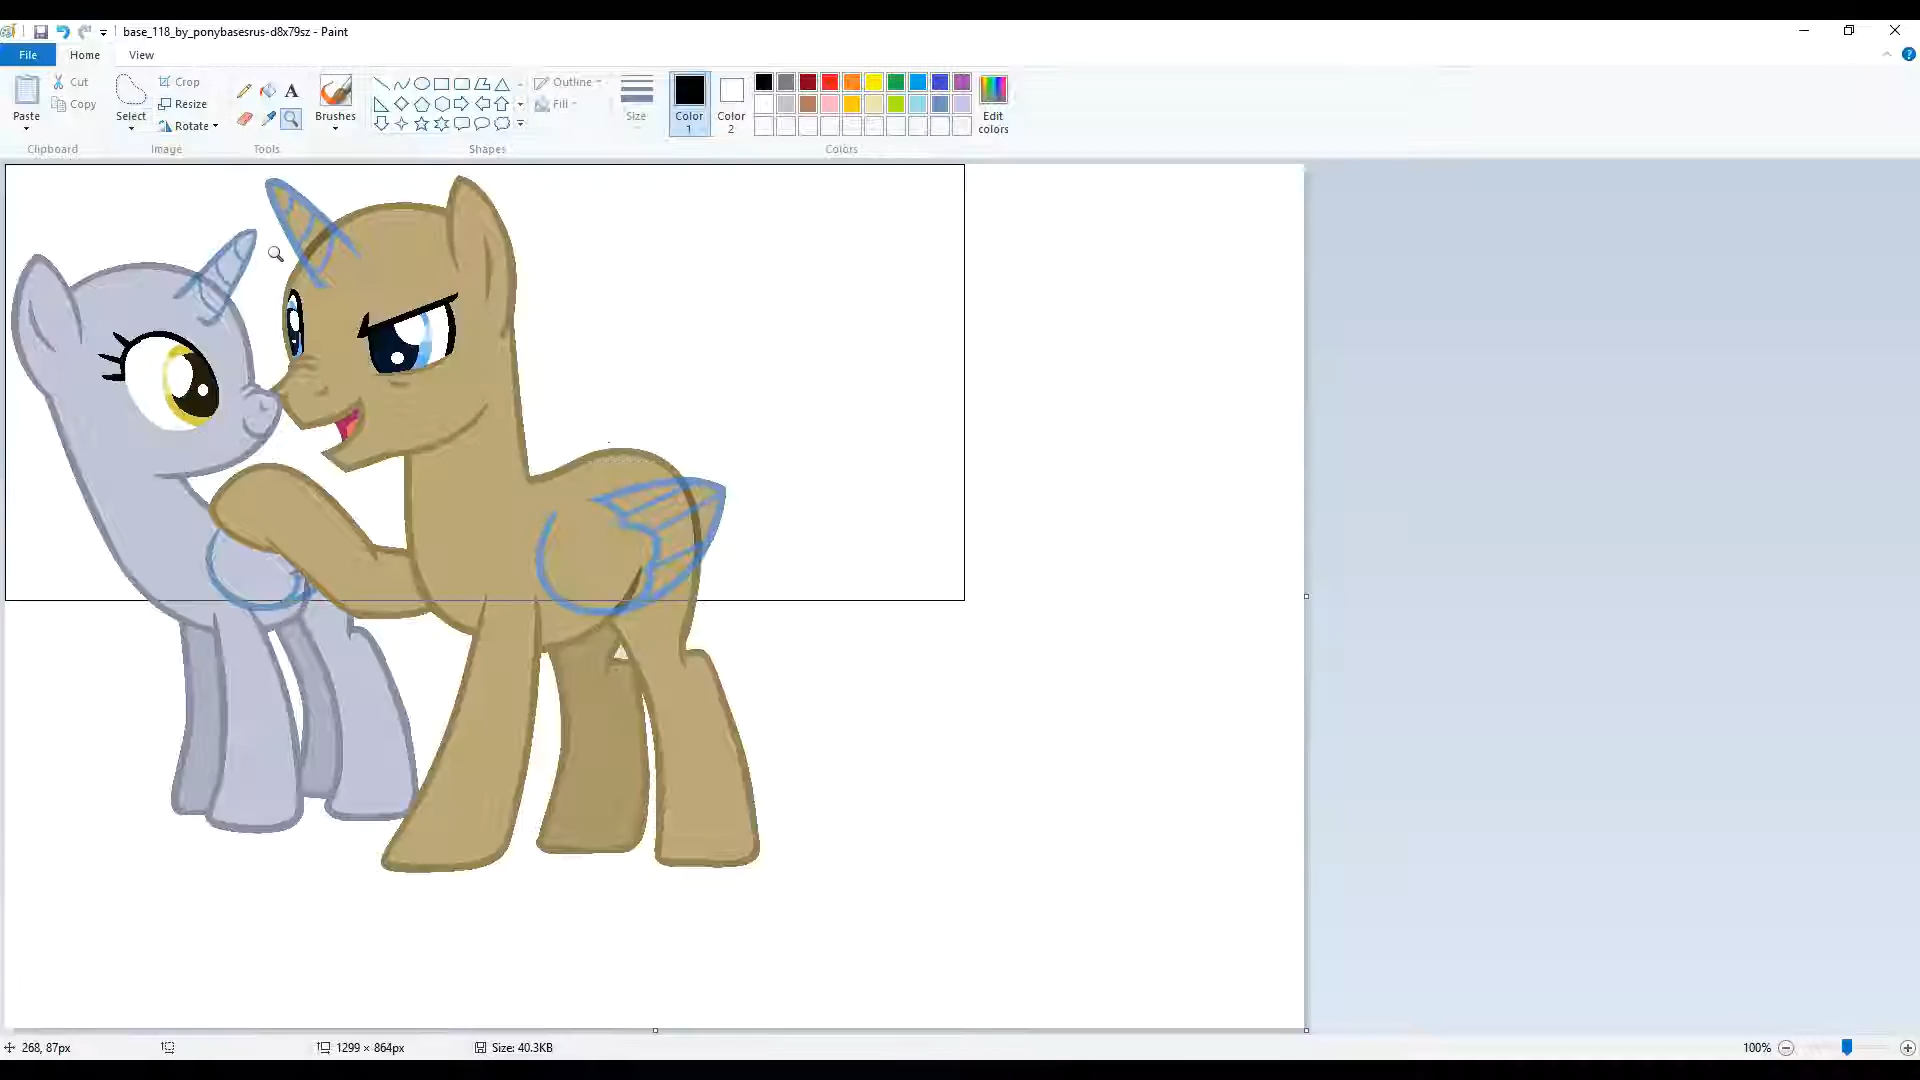 base_118_by_ponybasesrus-d8x79sz - Paint
File Home View
Paste Cut Copy
Clipboard
Select Crop Resize Rotate
Image
A
Tools
Brushes
Shapes
Outline
Fill
Size
Color 1
Color 2
Edit colors
Colors
268, 87px
1299 × 864px
Size: 40.3KB
100%